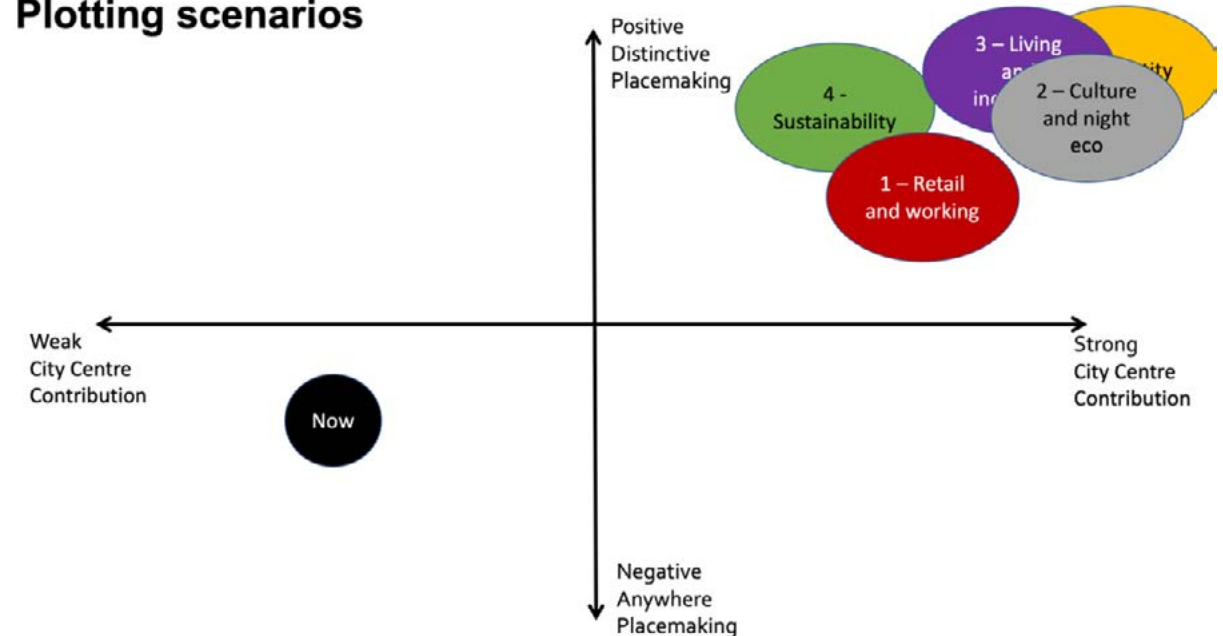 Plotting scenarios
Positive
Distinctive
Placemaking
3 – Living
2 – Culture
and night
eco
4 -
Sustainability
1 – Retail
and working
Weak
City Centre
Contribution
Strong
City Centre
Contribution
Now
Negative
Anywhere
Placemaking